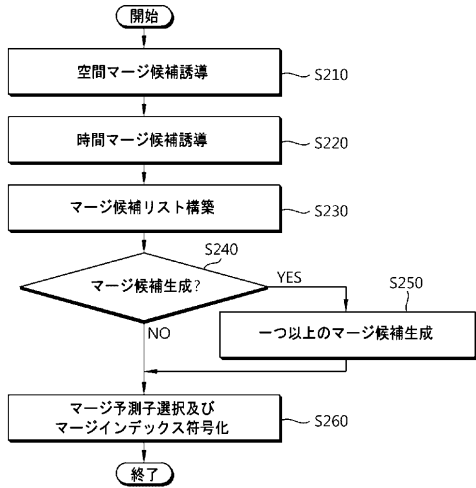 開始
空間マージ候補誘導
S210
時間マージ候補誘導
S220
マージ候補リスト構築
S230
S240
マージ候補生成?
YES
S250
一つ以上のマージ候補生成
NO
マージ予測子選択及び
マージインデックス符号化
S260
終了